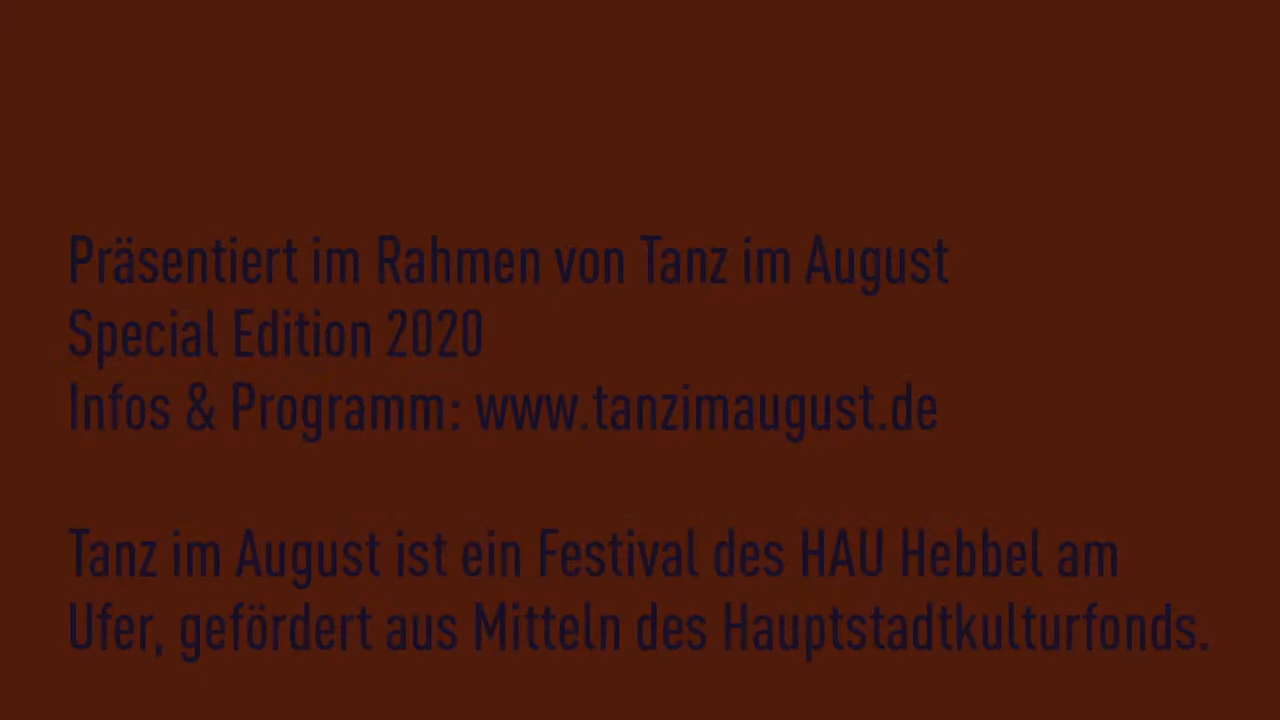 Präsentiert im Rahmen von Tanz im August
Special Edition 2020
Infos & Programm: www.tanzimaugust.de
Tanz im August ist ein Festival des HAU Hebbel am
Ufer, gefördert aus Mitteln des Hauptstadtkulturfonds.